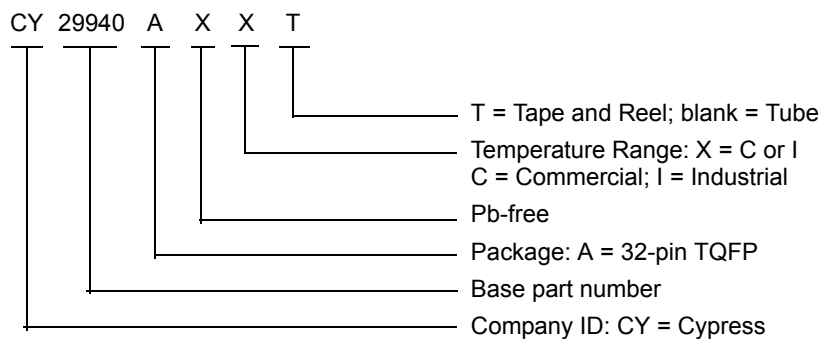 CY 29940 A X X T
T = Tape and Reel; blank = Tube
Temperature Range: X = C or I
C = Commercial; I = Industrial
Pb-free
Package: A = 32-pin TQFP
Base part number
Company ID: CY = Cypress